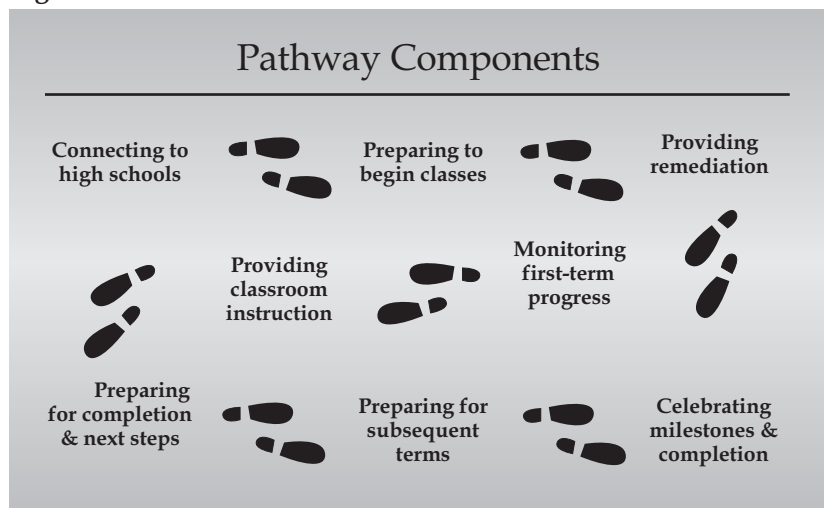 Pathway Components
Connecting to
high schools
Preparing to
begin classes
Providing
remediation
Monitoring
first-term
progress
Providing
classroom
instruction
Preparing
for completion
& next steps
Preparing for
subsequent
terms
Celebrating
milestones &
completion